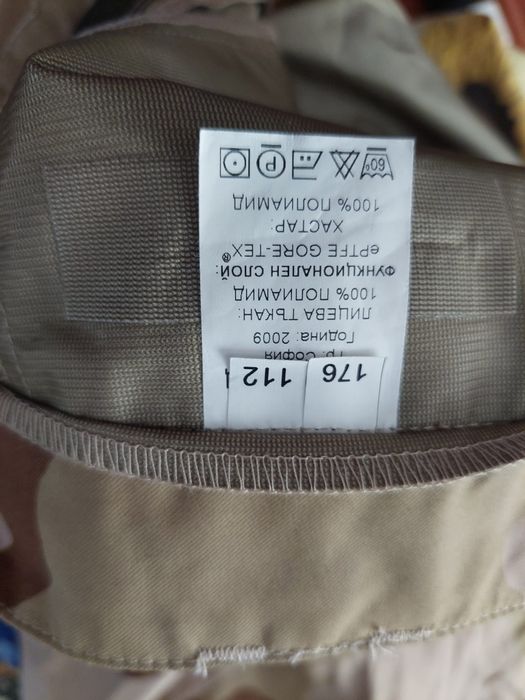 176 112
гр. София
Година: 2009
ЛИЦЕВА ТЪКАН:
100% ПОЛИАМИД
ФУНКЦИОНАЛЕН СЛОЙ:
ePTFE GORE-TEX®
ХАСТАР:
100% ПОЛИАМИД
60° P